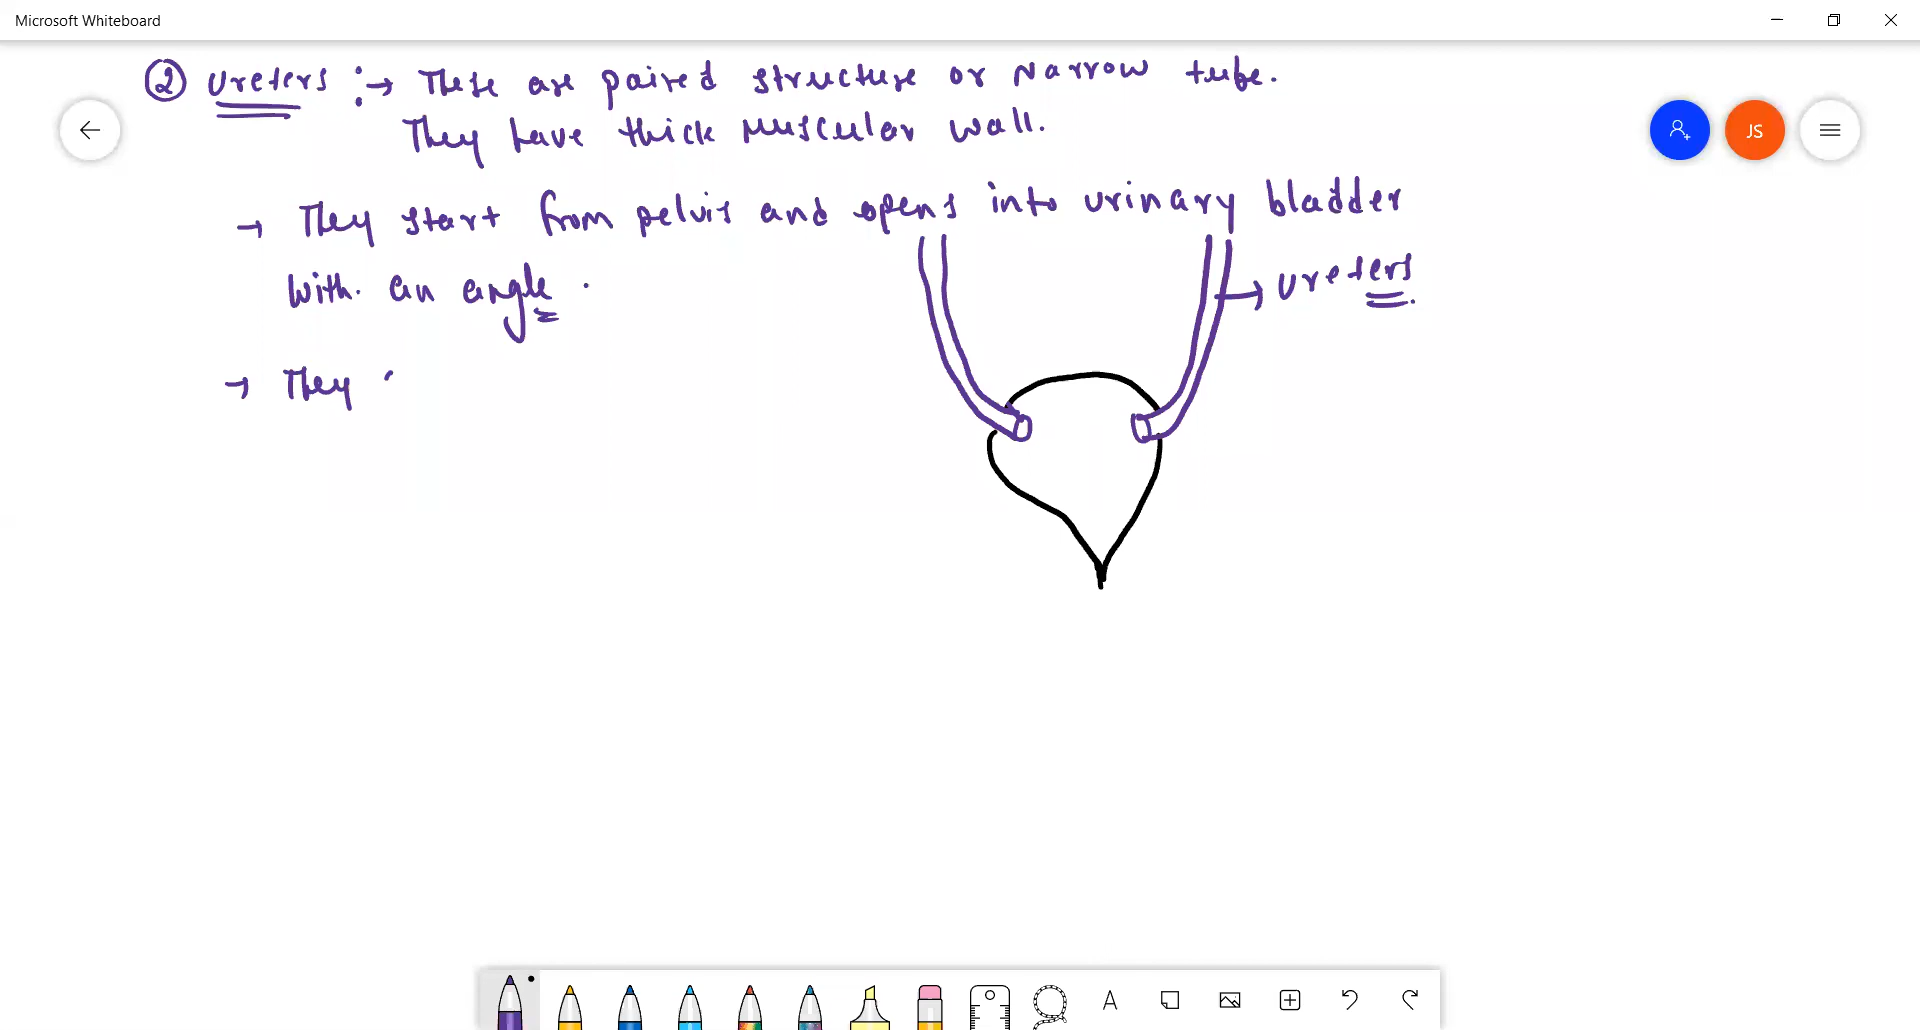 Microsoft Whiteboard
② Ureters :→ These are paired structure or Narrow tube.
They have thick Muscular wall.
JS
→ They start from pelvis and opens into urinary bladder
with. an angle.
→ Ureters.
→ They
A